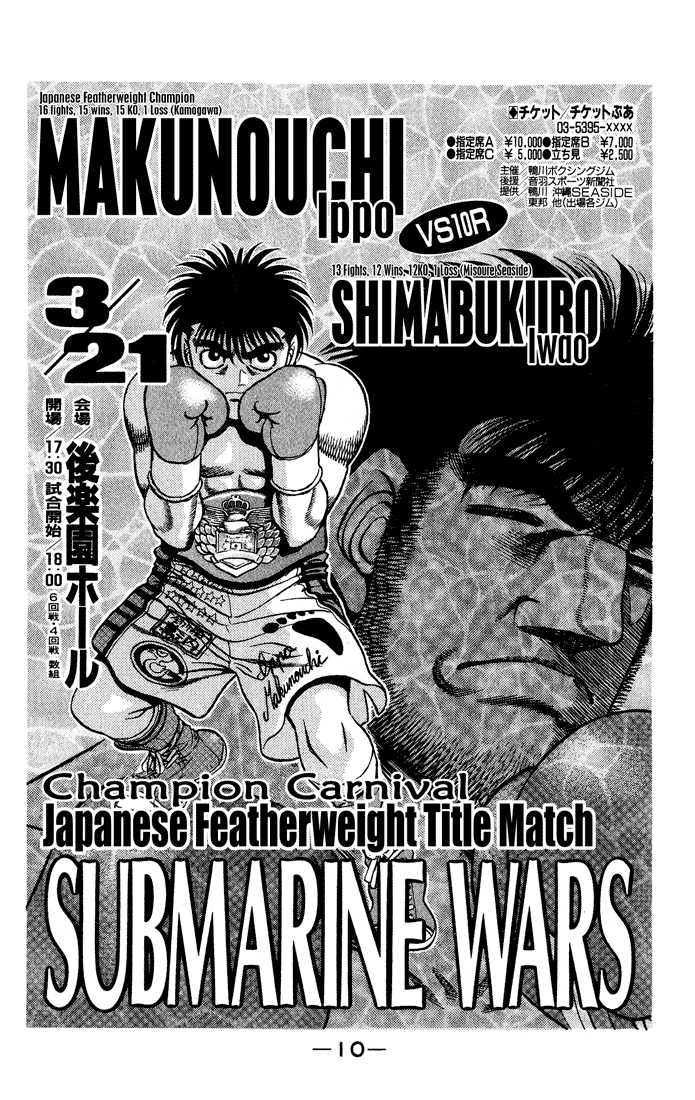 Japanese Featherweight Champion
16 fights, 15 wins, 15 KO, 1 Loss (Kamogawa)
MAKUNOUCHI
Ippo
チケット/チケットぷあ
03-5395-xxxx
●指定席A ¥10,000●指定席B ¥7,000
●指定席C ¥ 5,000●立ち見 ¥2,500
主催/鴨川ボクシングジム
後援/音羽スポーツ新聞社
提供/鴨川 沖縄SEASIDE
東邦 他(出場各ジム)
VS10R
13 Fights, 12 Wins, 12KO, 1 Loss (Misoure Seaside)
SHIMABUKURO
Iwao
3/21
会場/後楽園ホール
開場/17:30 試合開始/18:00 6回戦・4回戦 数組
Ippo
Makunouchi
Champion Carnival
Japanese Featherweight Title Match
SUBMARINE WARS
—10—